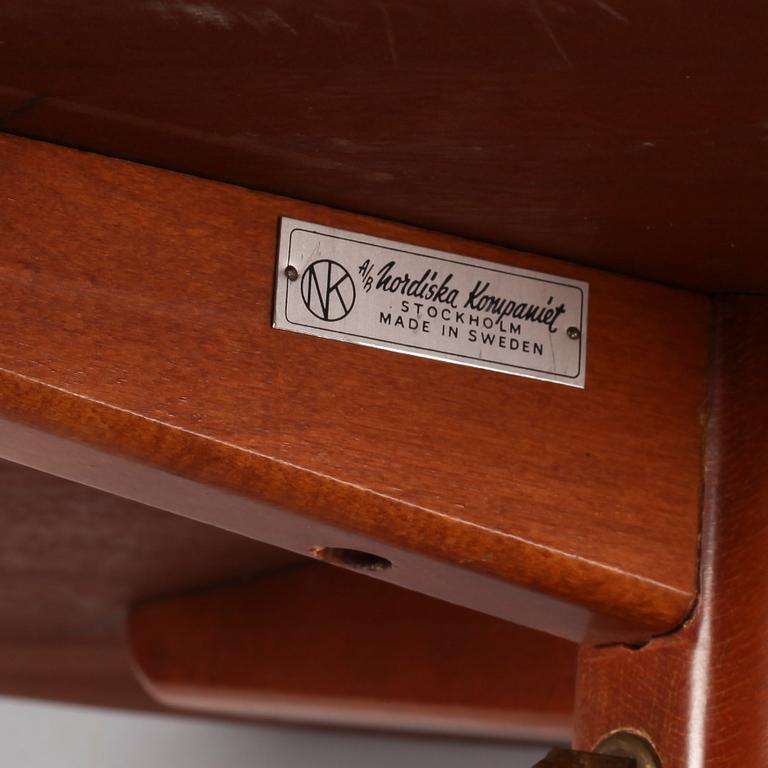 NK A/B Nordiska Kompaniet
STOCKHOLM
MADE IN SWEDEN